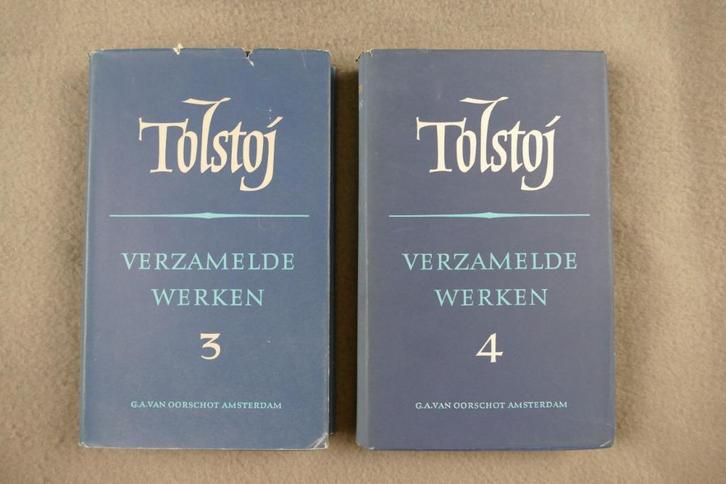 Tolstoj
VERZAMELDE
WERKEN
3
G.A. VAN OORSCHOT AMSTERDAM
Tolstoj
VERZAMELDE
WERKEN
4
G.A. VAN OORSCHOT AMSTERDAM